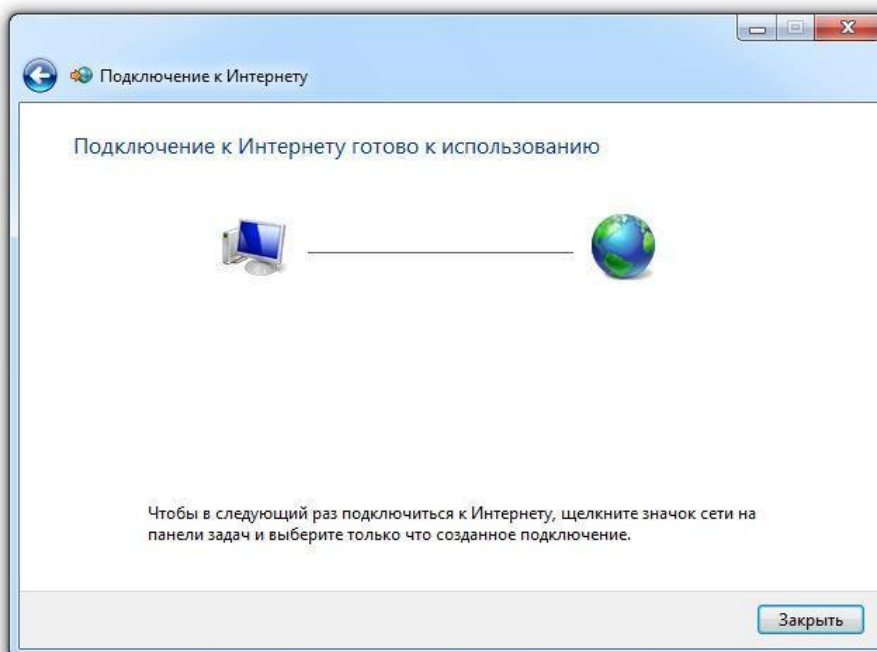 Подключение к Интернету
Подключение к Интернету готово к использованию
Чтобы в следующий раз подключиться к Интернету, щелкните значок сети на
панели задач и выберите только что созданное подключение.
Закрыть